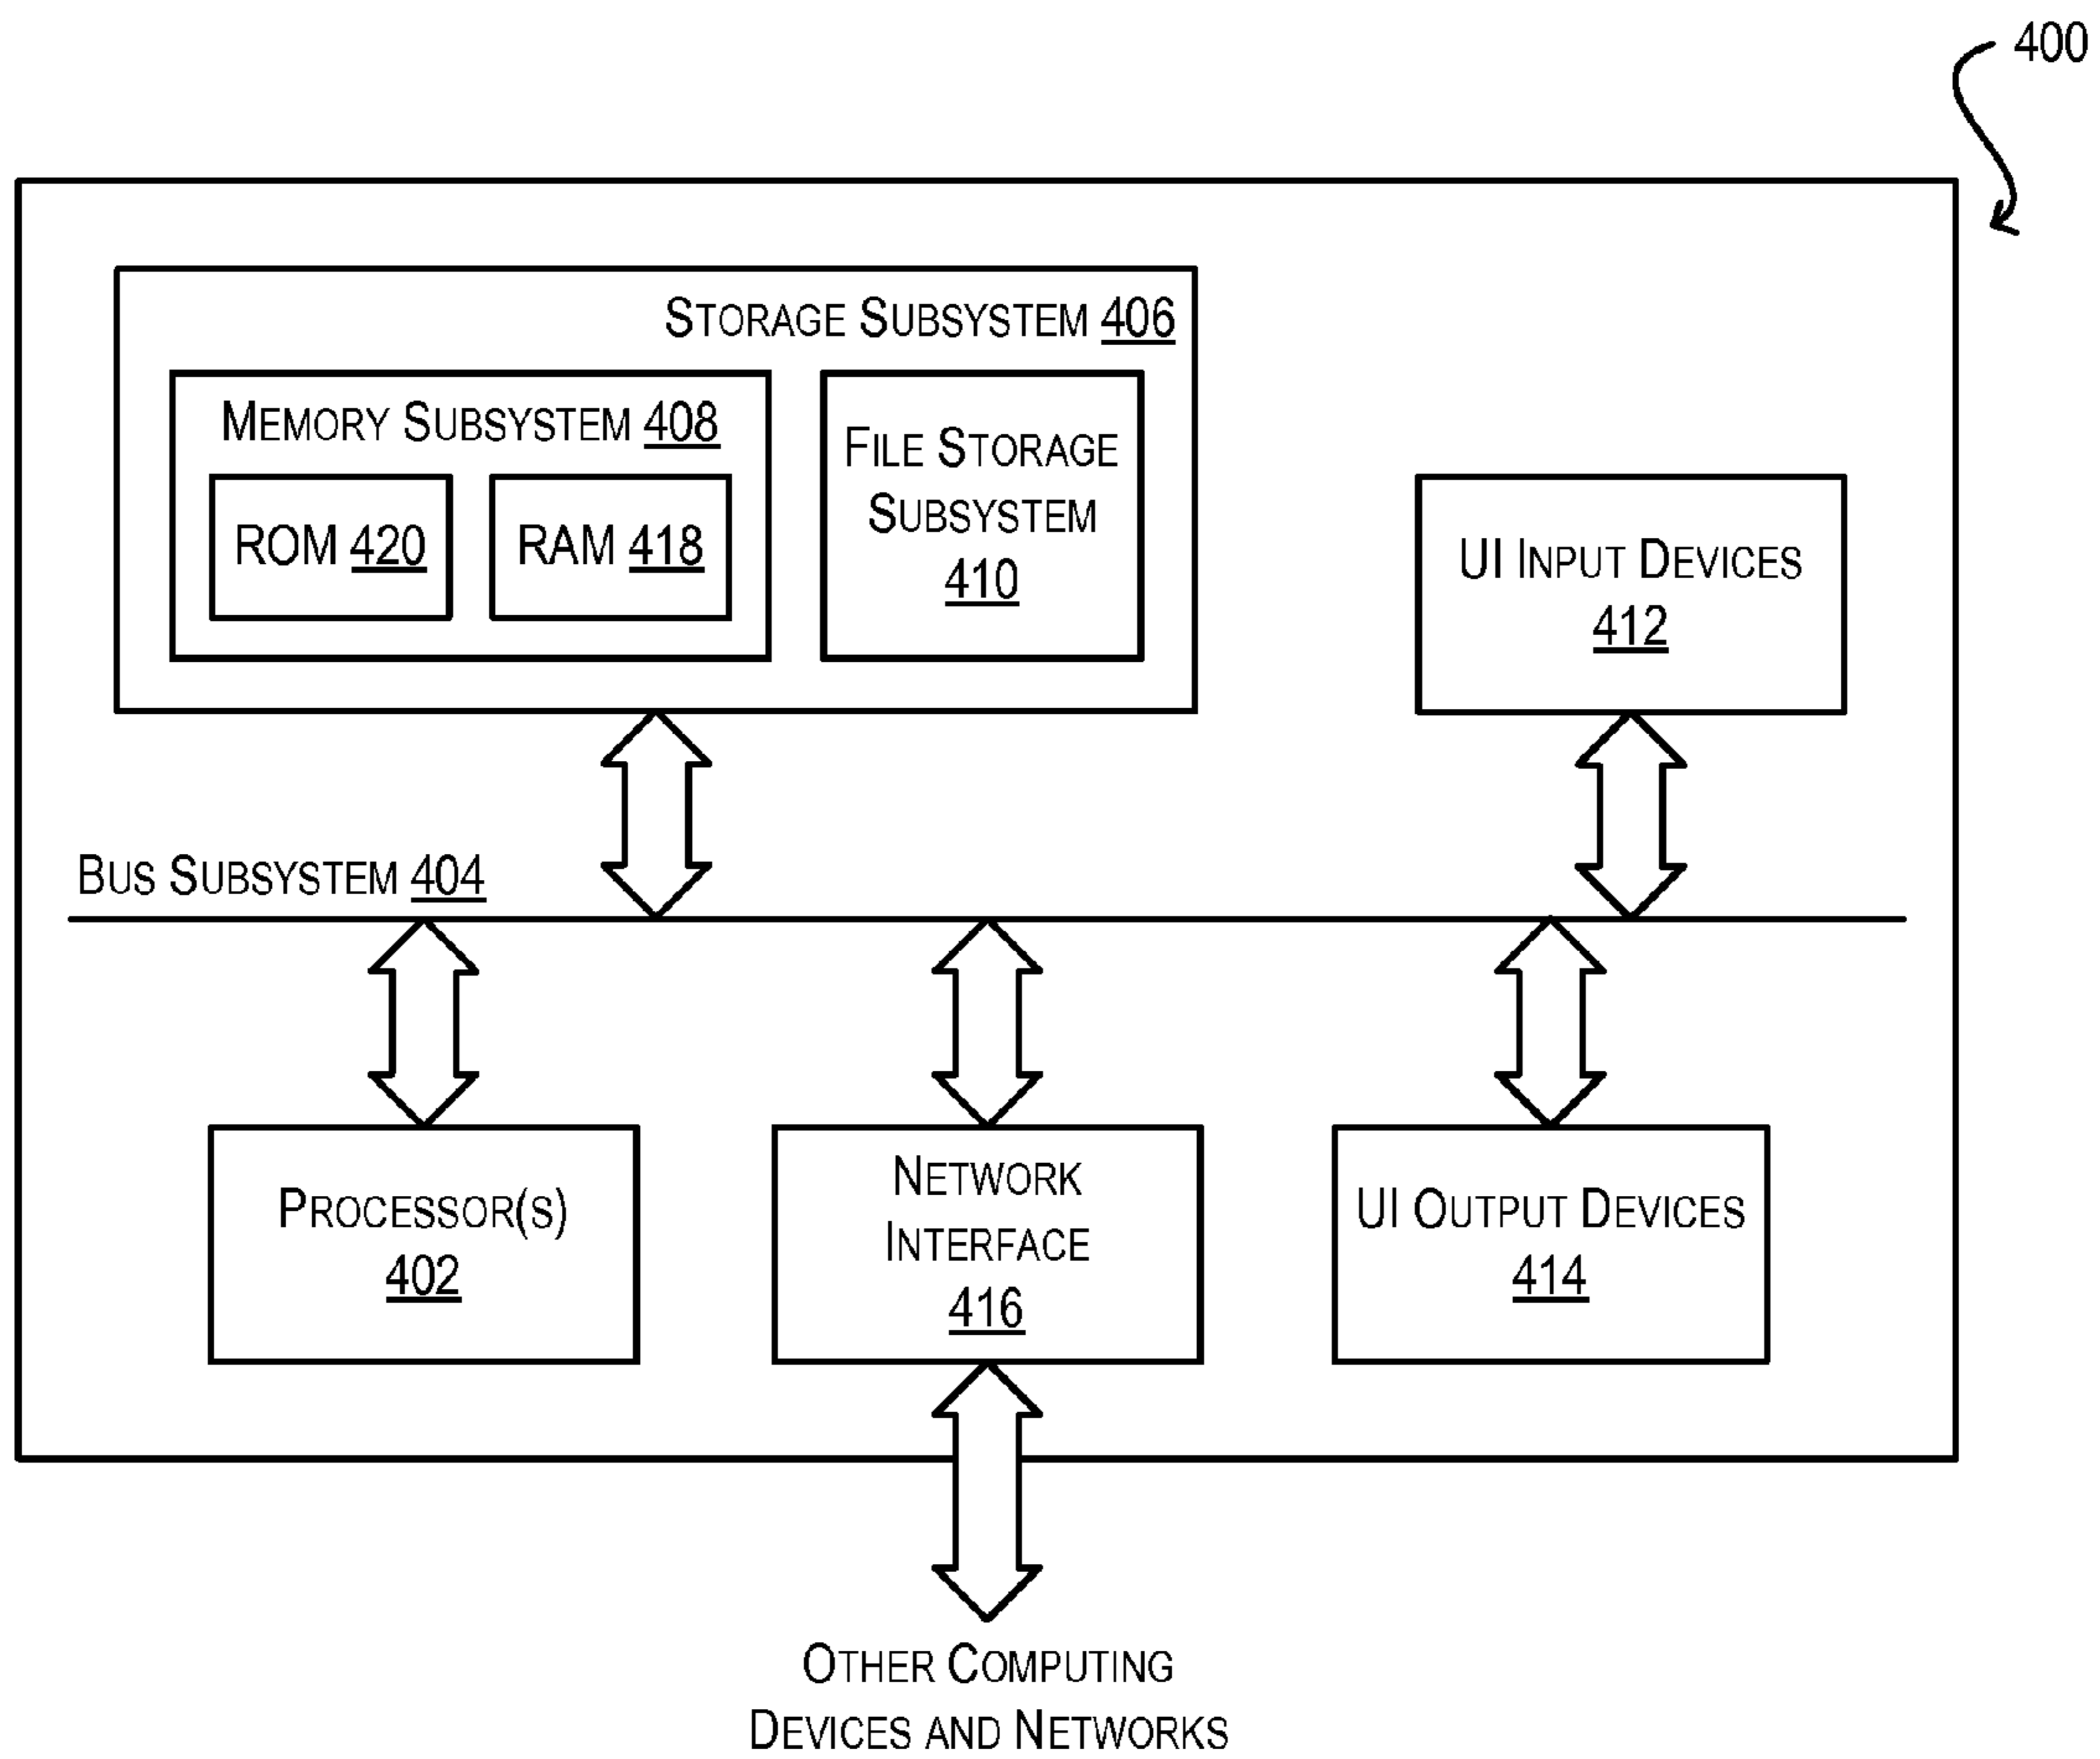 400
STORAGE SUBSYSTEM 406
MEMORY SUBSYSTEM 408
ROM 420
RAM 418
FILE STORAGE
SUBSYSTEM
410
UI INPUT DEVICES
412
BUS SUBSYSTEM 404
PROCESSOR(S)
402
NETWORK
INTERFACE
416
UI OUTPUT DEVICES
414
OTHER COMPUTING
DEVICES AND NETWORKS